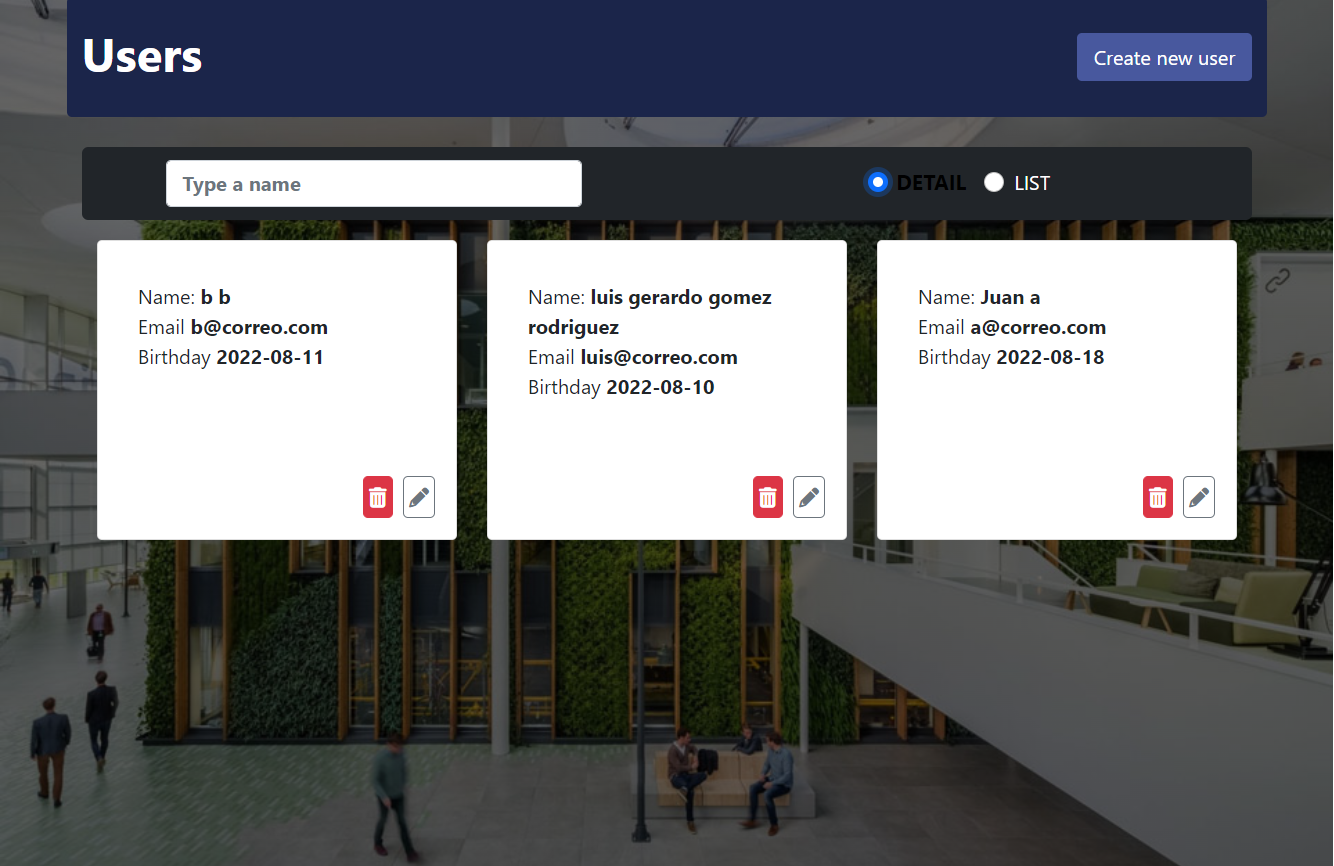 Users
Create new user
Type a name
DETAIL
LIST
Name: b b
Email b@correo.com
Birthday 2022-08-11
Name: luis gerardo gomez
rodriguez
Email luis@correo.com
Birthday 2022-08-10
Name: Juan a
Email a@correo.com
Birthday 2022-08-18